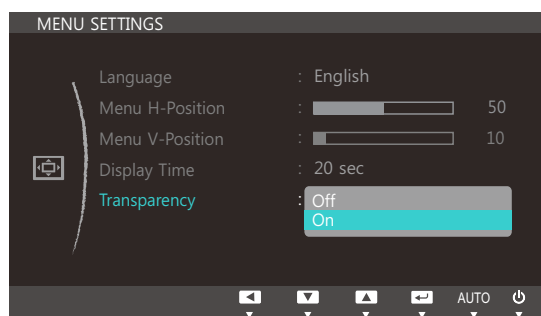 MENU SETTINGS
Language : English
Menu H-Position : 50
Menu V-Position : 10
Display Time : 20 sec
Transparency : Off
On
AUTO